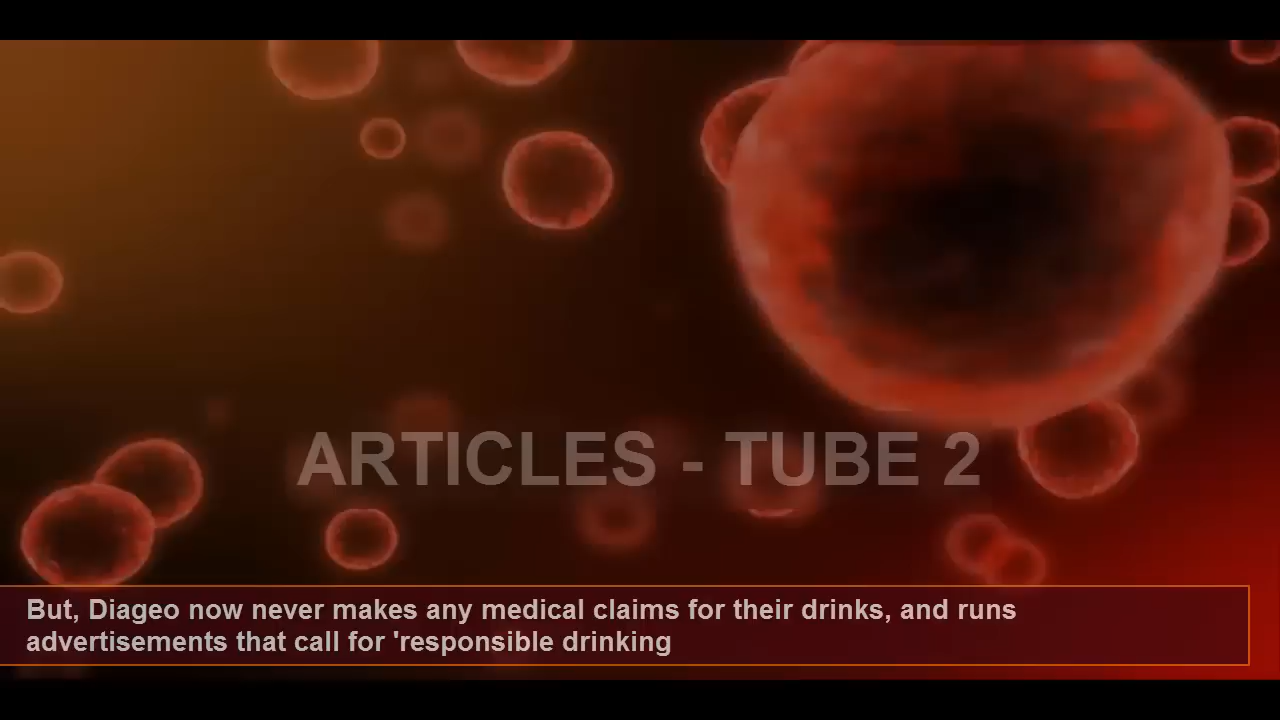 ARTICLES - TUBE 2
But, Diageo now never makes any medical claims for their drinks, and runs
advertisements that call for 'responsible drinking